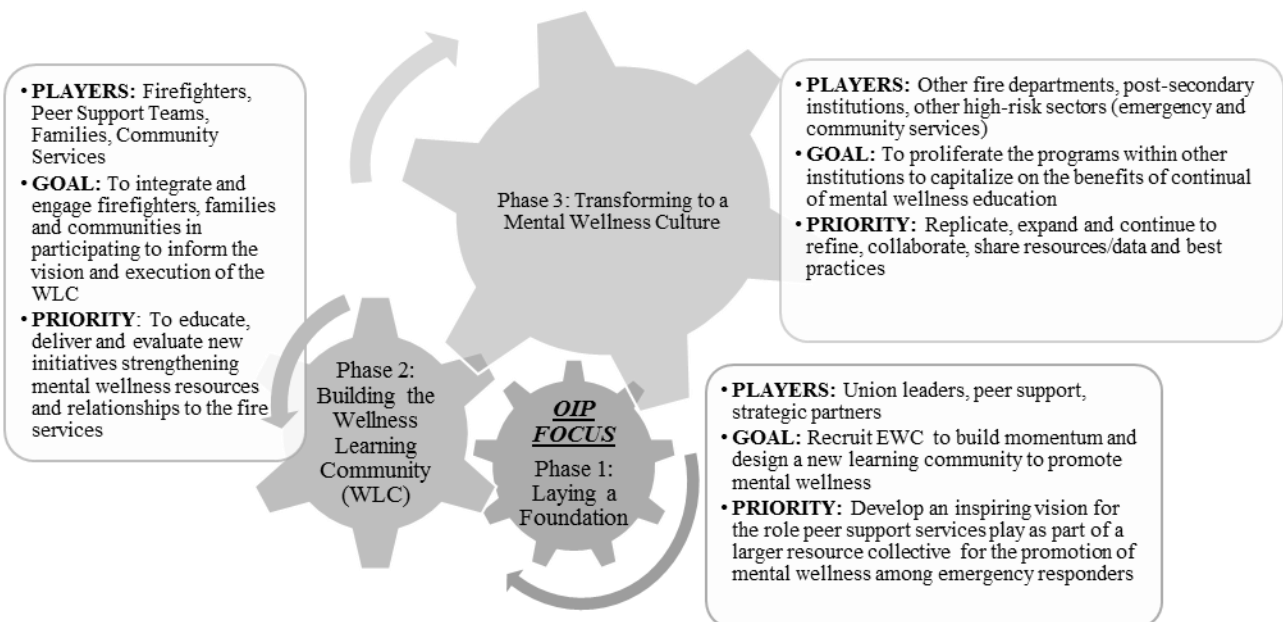 • PLAYERS: Firefighters,
Peer Support Teams,
Families, Community
Services
• GOAL: To integrate and
engage firefighters, families
and communities in
participating to inform the
vision and execution of the
WLC
• PRIORITY: To educate,
deliver and evaluate new
initiatives strengthening
mental wellness resources
and relationships to the fire
services
Phase 3: Transforming to a
Mental Wellness Culture
• PLAYERS: Other fire departments, post-secondary
institutions, other high-risk sectors (emergency and
community services)
• GOAL: To proliferate the programs within other
institutions to capitalize on the benefits of continual
of mental wellness education
• PRIORITY: Replicate, expand and continue to
refine, collaborate, share resources/data and best
practices
Phase 2:
Building the
Wellness
Learning
Community
(WLC)
OIP
FOCUS
Phase 1:
Laying a
Foundation
• PLAYERS: Union leaders, peer support,
strategic partners
• GOAL: Recruit EWC to build momentum and
design a new learning community to promote
mental wellness
• PRIORITY: Develop an inspiring vision for
the role peer support services play as part of a
larger resource collective for the promotion of
mental wellness among emergency responders